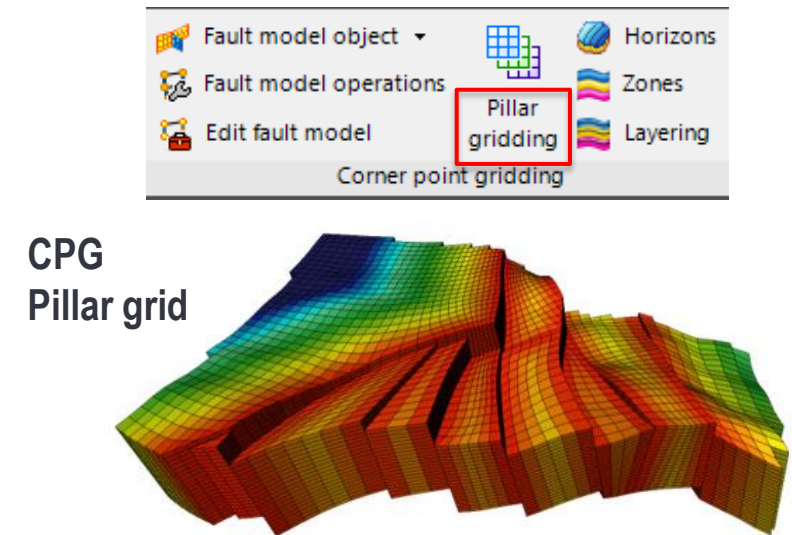 Fault model object
Horizons
Fault model operations
Zones
Pillar
gridding
Edit fault model
Layering
Corner point gridding
CPG
Pillar grid